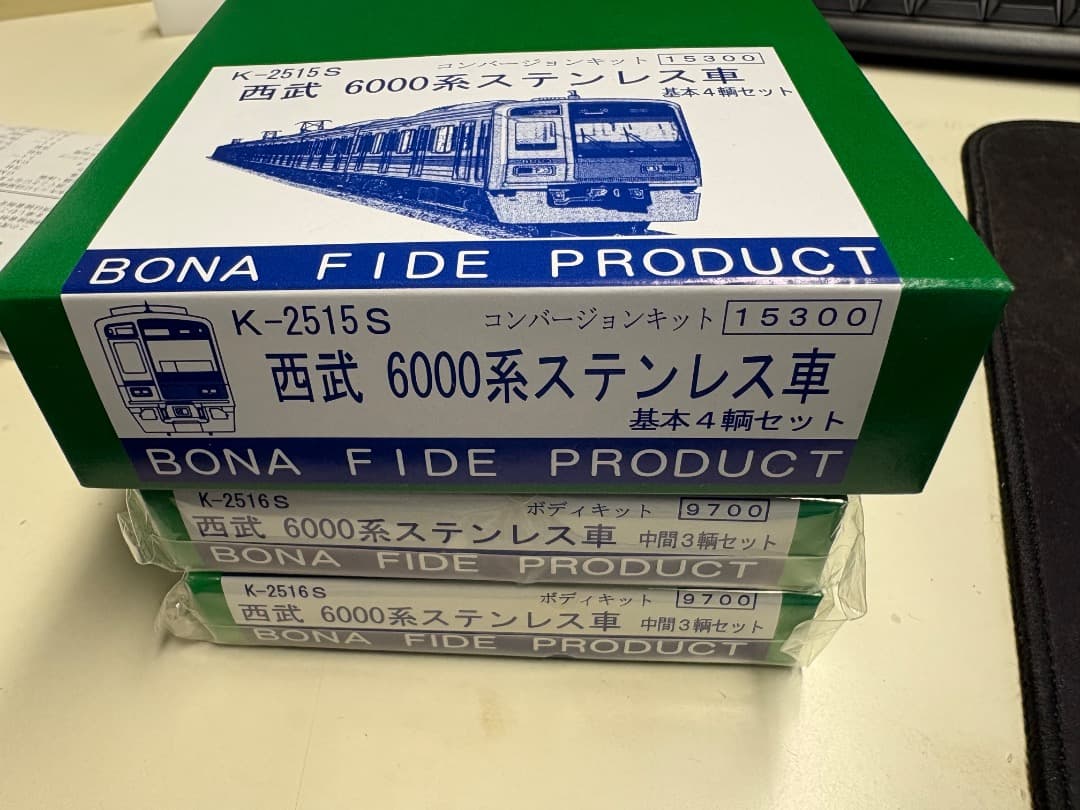 K-2515S
コンバージョンキット 15300
西武 6000系ステンレス車
基本4輌セット
BONA FIDE PRODUCT
K-2515S
コンバージョンキット 15300
西武 6000系ステンレス車
基本4輌セット
BONA FIDE PRODUCT
K-2516S
ボディキット 9700
西武 6000系ステンレス車 中間3輌セット
BONA FIDE PRODUCT
K-2516S
ボディキット 9700
西武 6000系ステンレス車 中間3輌セット
BONA FIDE PRODUCT